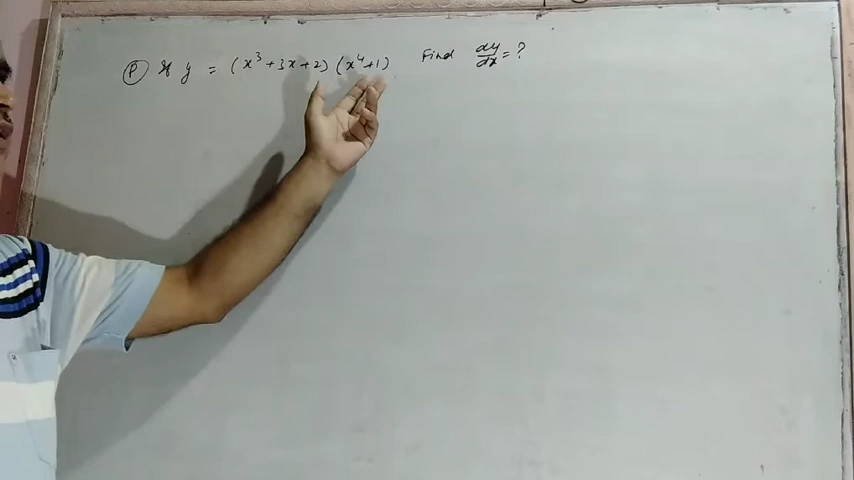 (P) If y = (x³+3x+2)(x⁴+1) Find dy/dx = ?